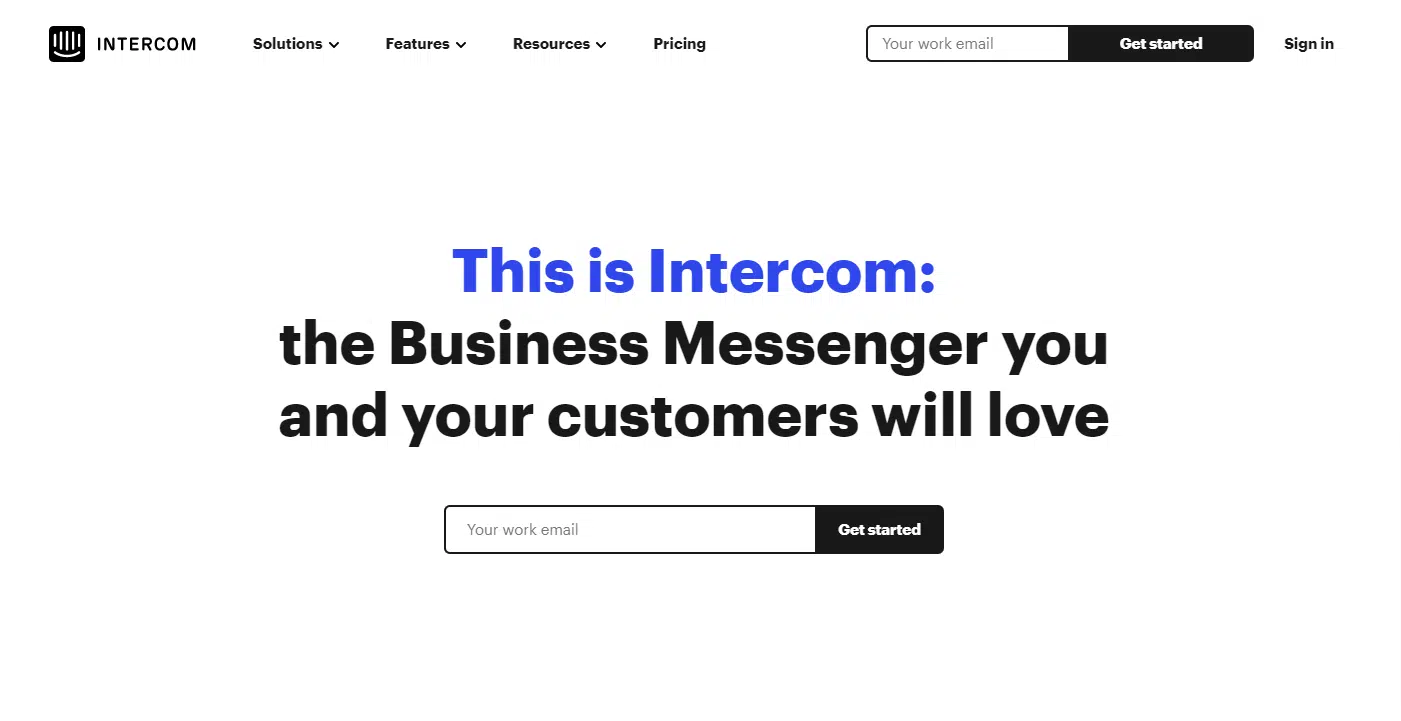 INTERCOM
Solutions
Features
Resources
Pricing
Your work email
Get started
Sign in
This is Intercom:
the Business Messenger you
and your customers will love
Your work email
Get started